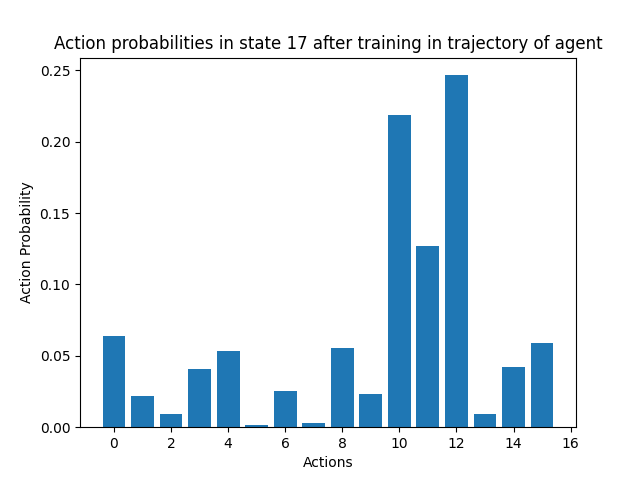 Action probabilities in state 17 after training in trajectory of agent
0.25
0.20
0.15
0.10
0.05
0.00
Action Probability
0 2 4 6 8 10 12 14 16
Actions